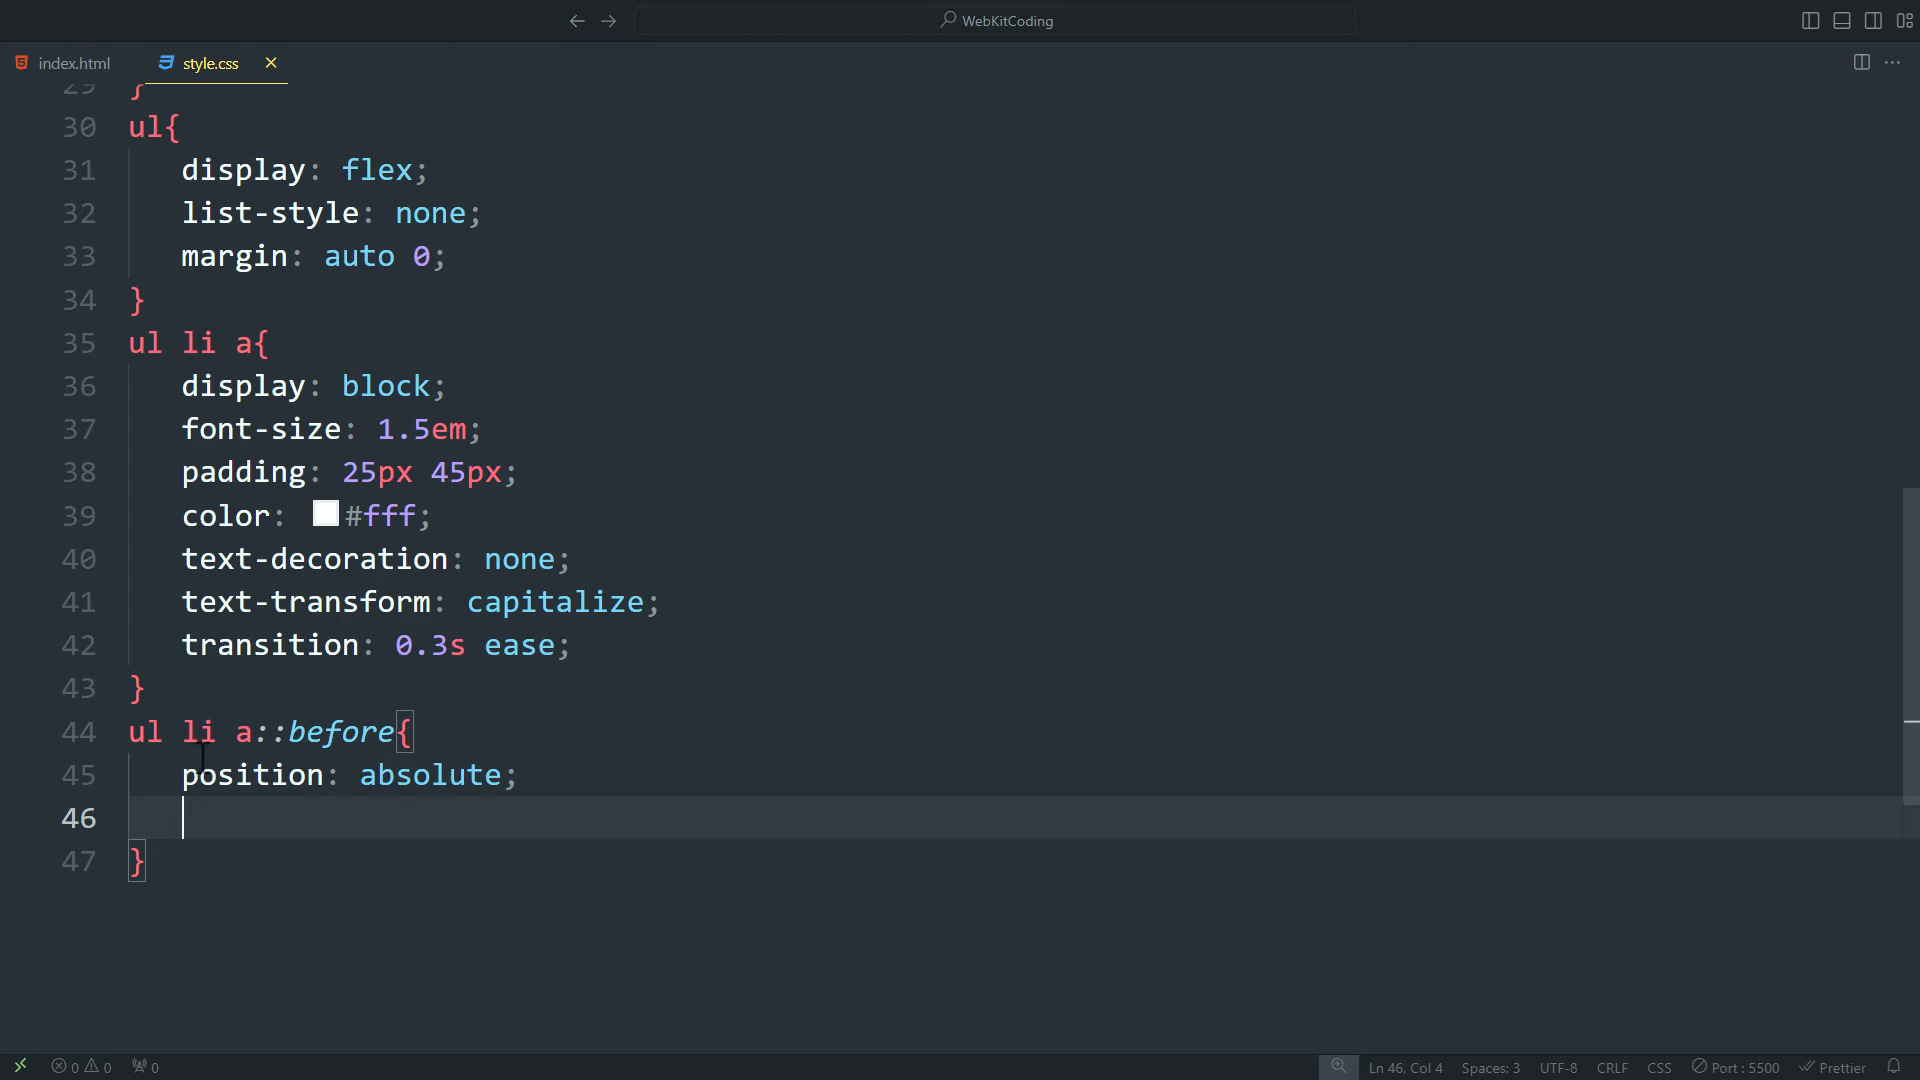 WebKitCoding
index.html
style.css
29 }
30 ul{
31 display: flex;
32 list-style: none;
33 margin: auto 0;
34 }
35 ul li a{
36 display: block;
37 font-size: 1.5em;
38 padding: 25px 45px;
39 color: #fff;
40 text-decoration: none;
41 text-transform: capitalize;
42 transition: 0.3s ease;
43 }
44 ul li a::before{
45 position: absolute;
46
47 }
0 0 0 Ln 46, Col 4 Spaces: 3 UTF-8 CRLF CSS Port : 5500 Prettier